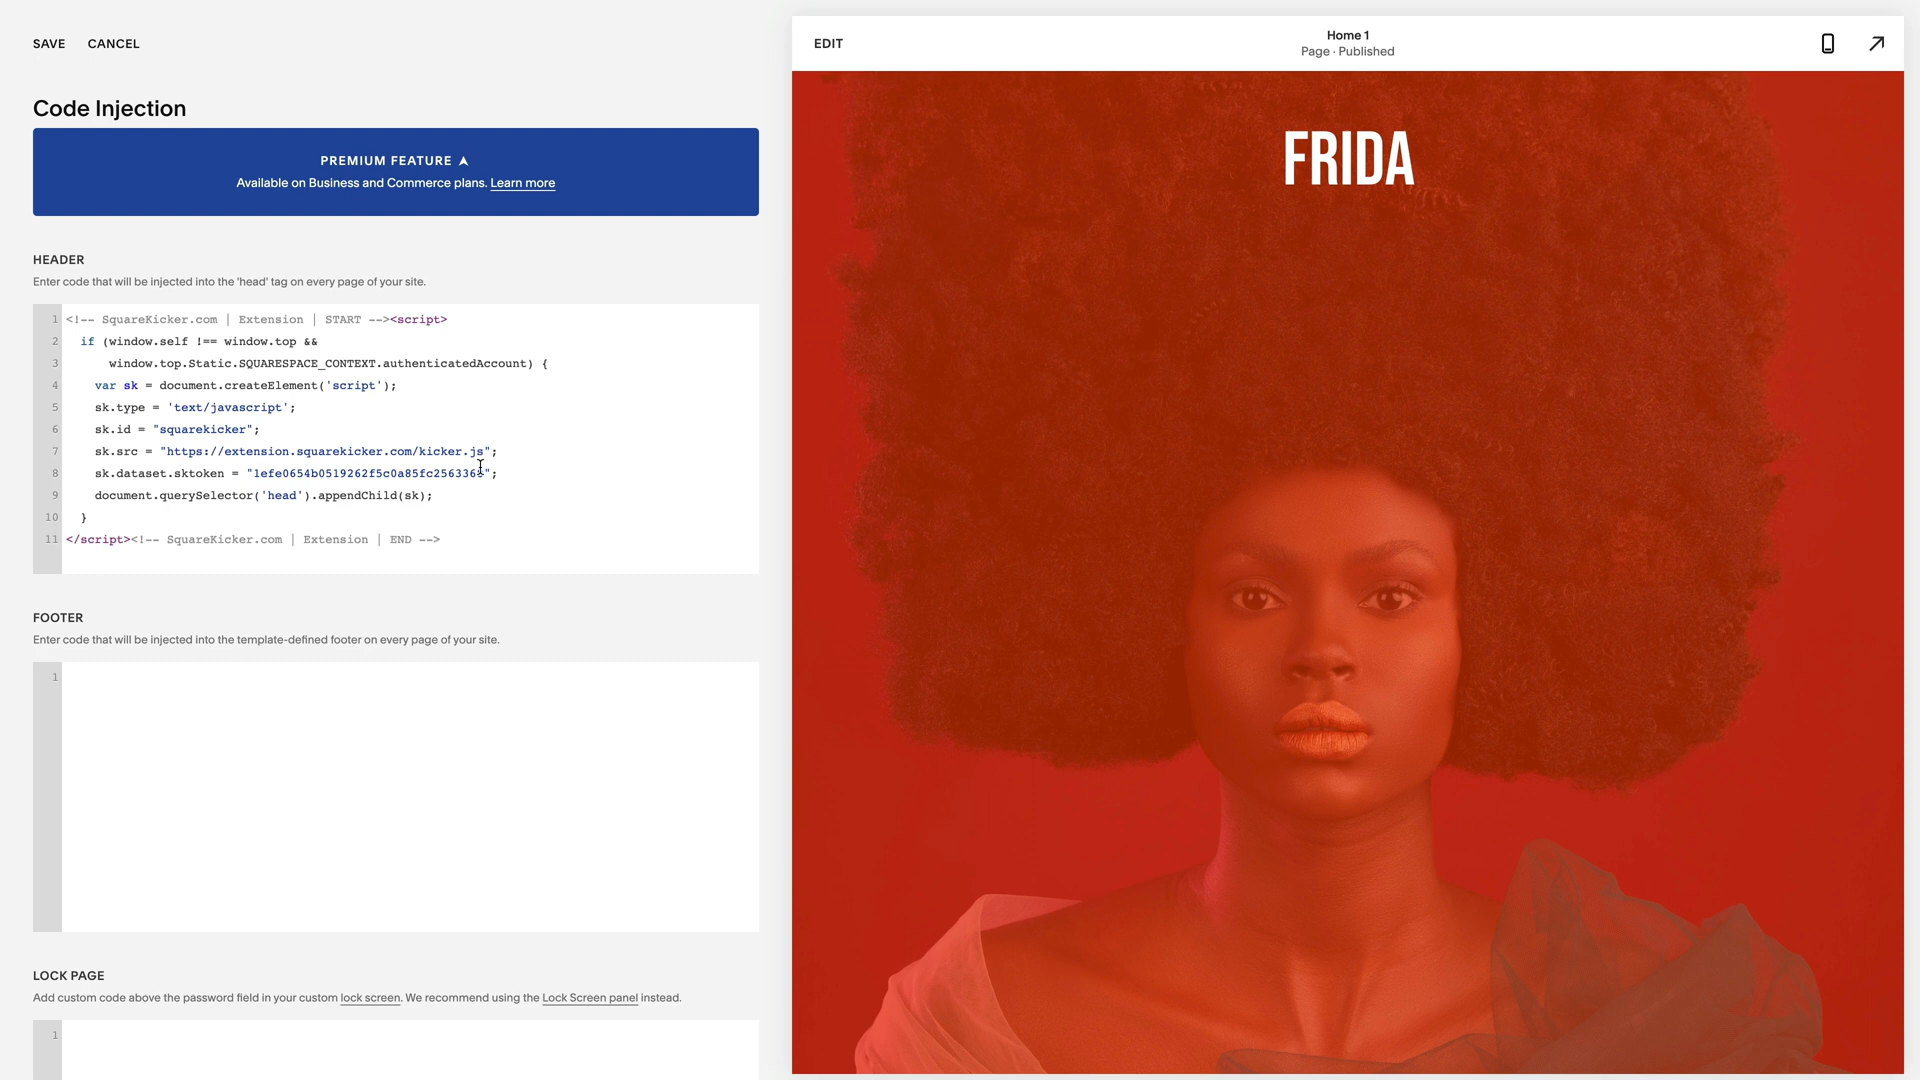 SAVE CANCEL
Code Injection
PREMIUM FEATURE
Available on Business and Commerce plans. Learn more
HEADER
Enter code that will be injected into the 'head' tag on every page of your site.
1 <!-- SquareKicker.com | Extension | START --><script>
2 if (window.self !== window.top &&
3 window.top.Static.SQUARESPACE_CONTEXT.authenticatedAccount) {
4 var sk = document.createElement('script');
5 sk.type = 'text/javascript';
6 sk.id = "squarekicker";
7 sk.src = "https://extension.squarekicker.com/kicker.js";
8 sk.dataset.sktoken =
9 document.querySelector('head').appendChild(sk);
10 }
11 </script><!-- SquareKicker.com | Extension | END -->
FOOTER
Enter code that will be injected into the template-defined footer on every page of your site.
1
LOCK PAGE
Add custom code above the password field in your custom lock screen. We recommend using the Lock Screen panel instead.
1
EDIT
Home 1
Page · Published
FRIDA